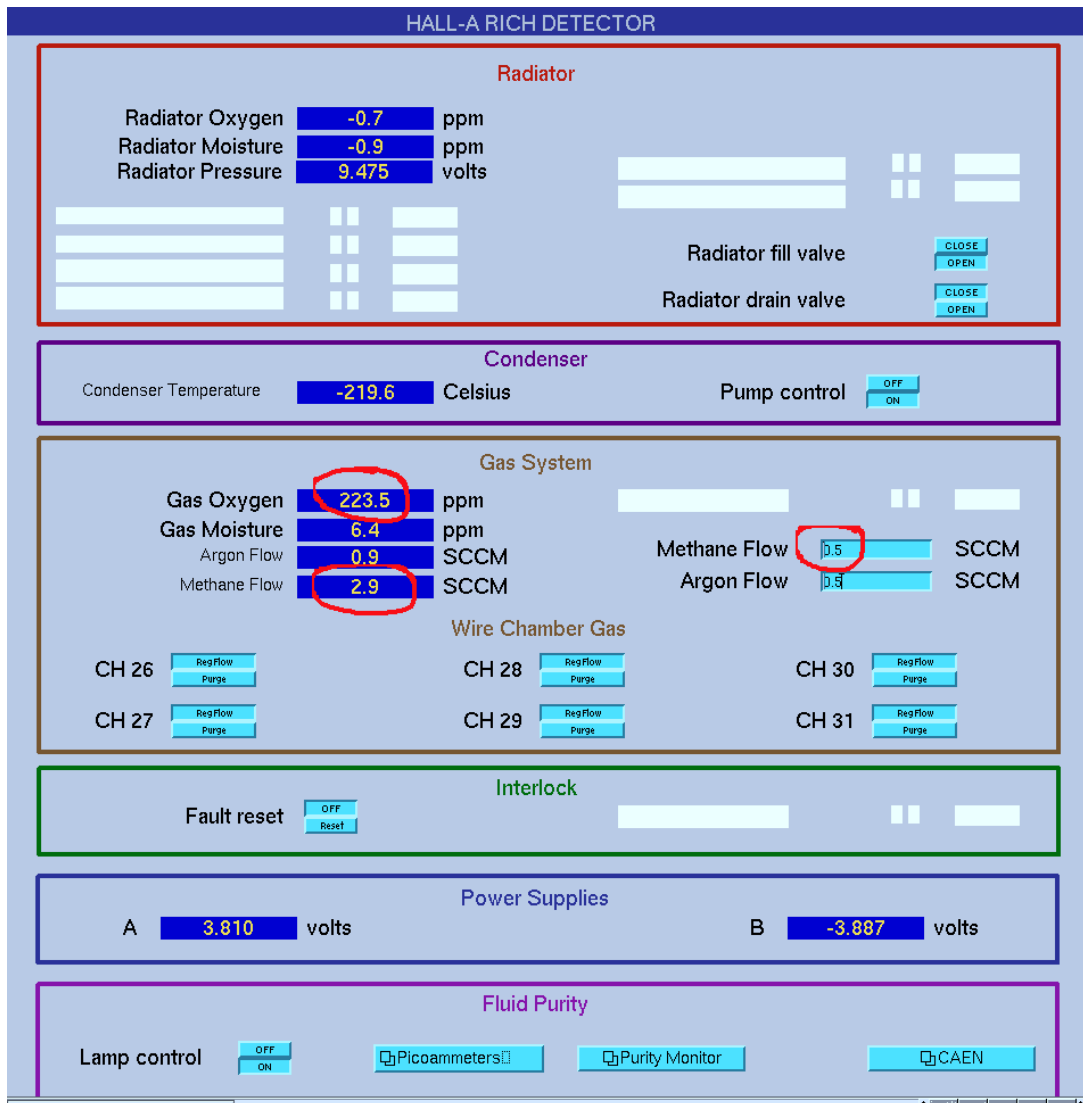 HALL-A RICH DETECTOR
Radiator
Radiator Oxygen -0.7 ppm
Radiator Moisture -0.9 ppm
Radiator Pressure 9.475 volts
Radiator fill valve CLOSE
OPEN
Radiator drain valve CLOSE
OPEN
Condenser
Condenser Temperature -219.6 Celsius Pump control OFF
ON
Gas System
Gas Oxygen 223.5 ppm
Gas Moisture 6.4 ppm
Argon Flow 0.9 SCCM
Methane Flow 2.9 SCCM
Methane Flow 0.5 SCCM
Argon Flow 0.5 SCCM
Wire Chamber Gas
CH 26 RegFlow CH 28 RegFlow CH 30 RegFlow
Purge Purge Purge
CH 27 RegFlow CH 29 RegFlow CH 31 RegFlow
Purge Purge Purge
Interlock
Fault reset OFF
Reset
Power Supplies
A 3.810 volts B -3.887 volts
Fluid Purity
Lamp control OFF
ON
Picoammeters Purity Monitor CAEN